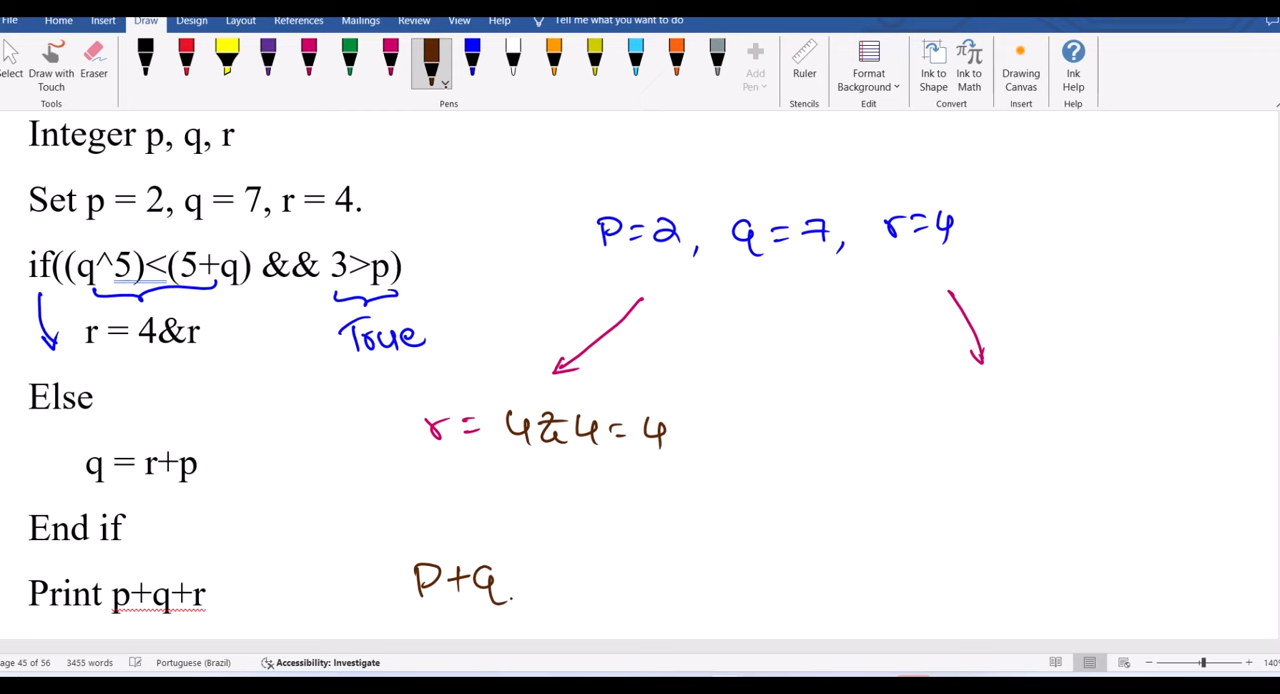 File Home Insert Draw Design Layout References Mailings Review View Help Tell me what you want to do
Select Draw with Touch Eraser Add Pen Ruler Format Background Ink to Shape Ink to Math Drawing Canvas Ink Help
Tools Pens Stencils Edit Convert Insert Help
Integer p, q, r
Set p = 2, q = 7, r = 4.
P=2, q=7, r=4
if((q^5)<(5+q) && 3>p)
r = 4&r
True
Else
r= 4&4=4
q = r+p
End if
Print p+q+r
P+q
age 45 of 56 3455 words Portuguese (Brazil) Accessibility: Investigate 140%